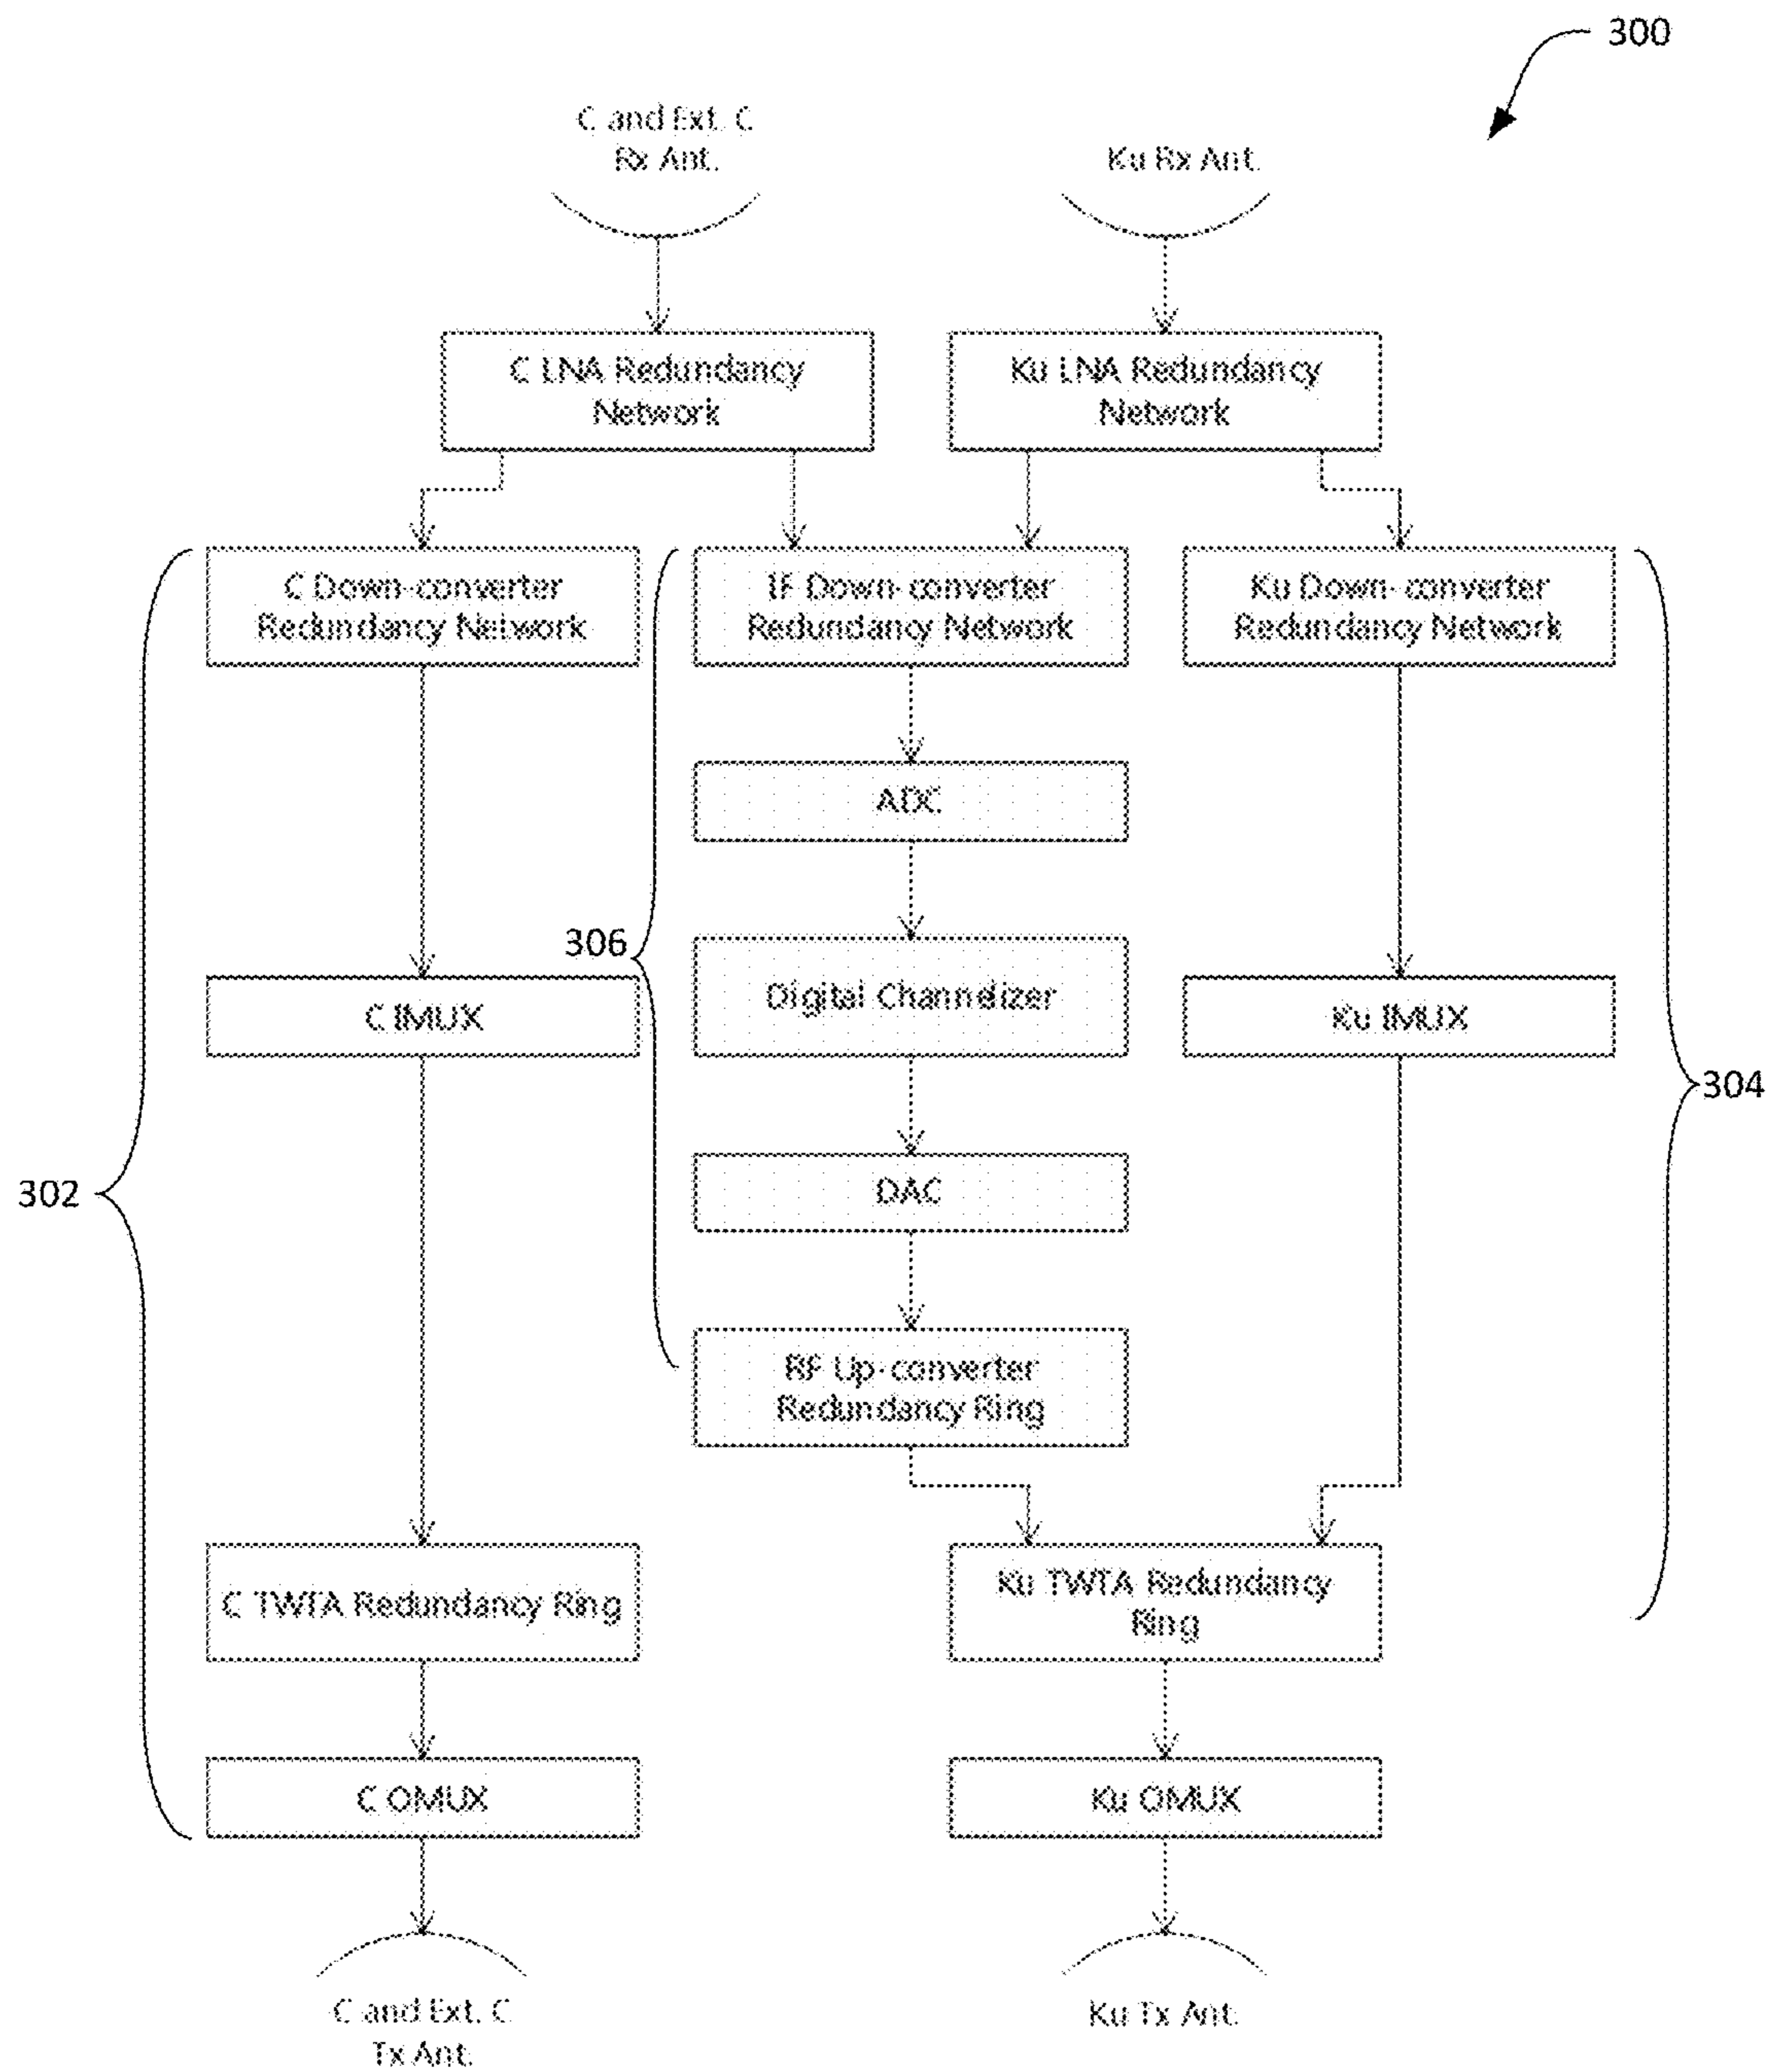 300
C and Ext. C
Rx Ant.
Ku Rx Ant.
C LNA Redundancy
Network
Ku LNA Redundancy
Network
C Down-converter
Redundancy Network
IF Down-converter
Redundancy Network
Ku Down-converter
Redundancy Network
ADC
306
Digital Channelizer
C IMUX
Ku IMUX
304
302
DAC
RF Up-converter
Redundancy Ring
C TWTA Redundancy Ring
Ku TWTA Redundancy
Ring
C OMUX
Ku OMUX
C and Ext. C
Tx Ant.
Ku Tx Ant.